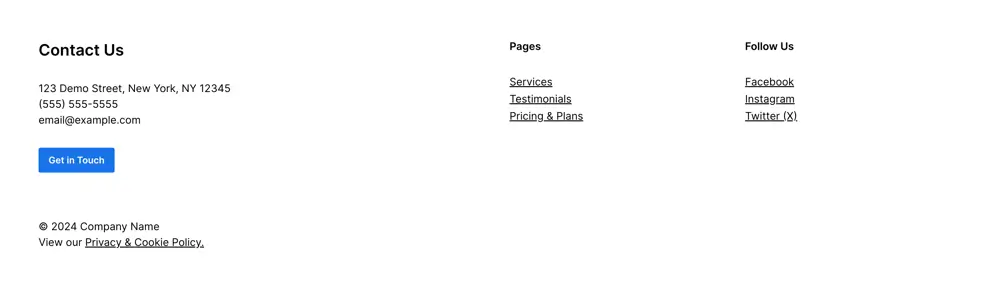 Contact Us
123 Demo Street, New York, NY 12345
(555) 555-5555
email@example.com
Get in Touch
Pages
Services
Testimonials
Pricing & Plans
Follow Us
Facebook
Instagram
Twitter (X)
© 2024 Company Name
View our Privacy & Cookie Policy.